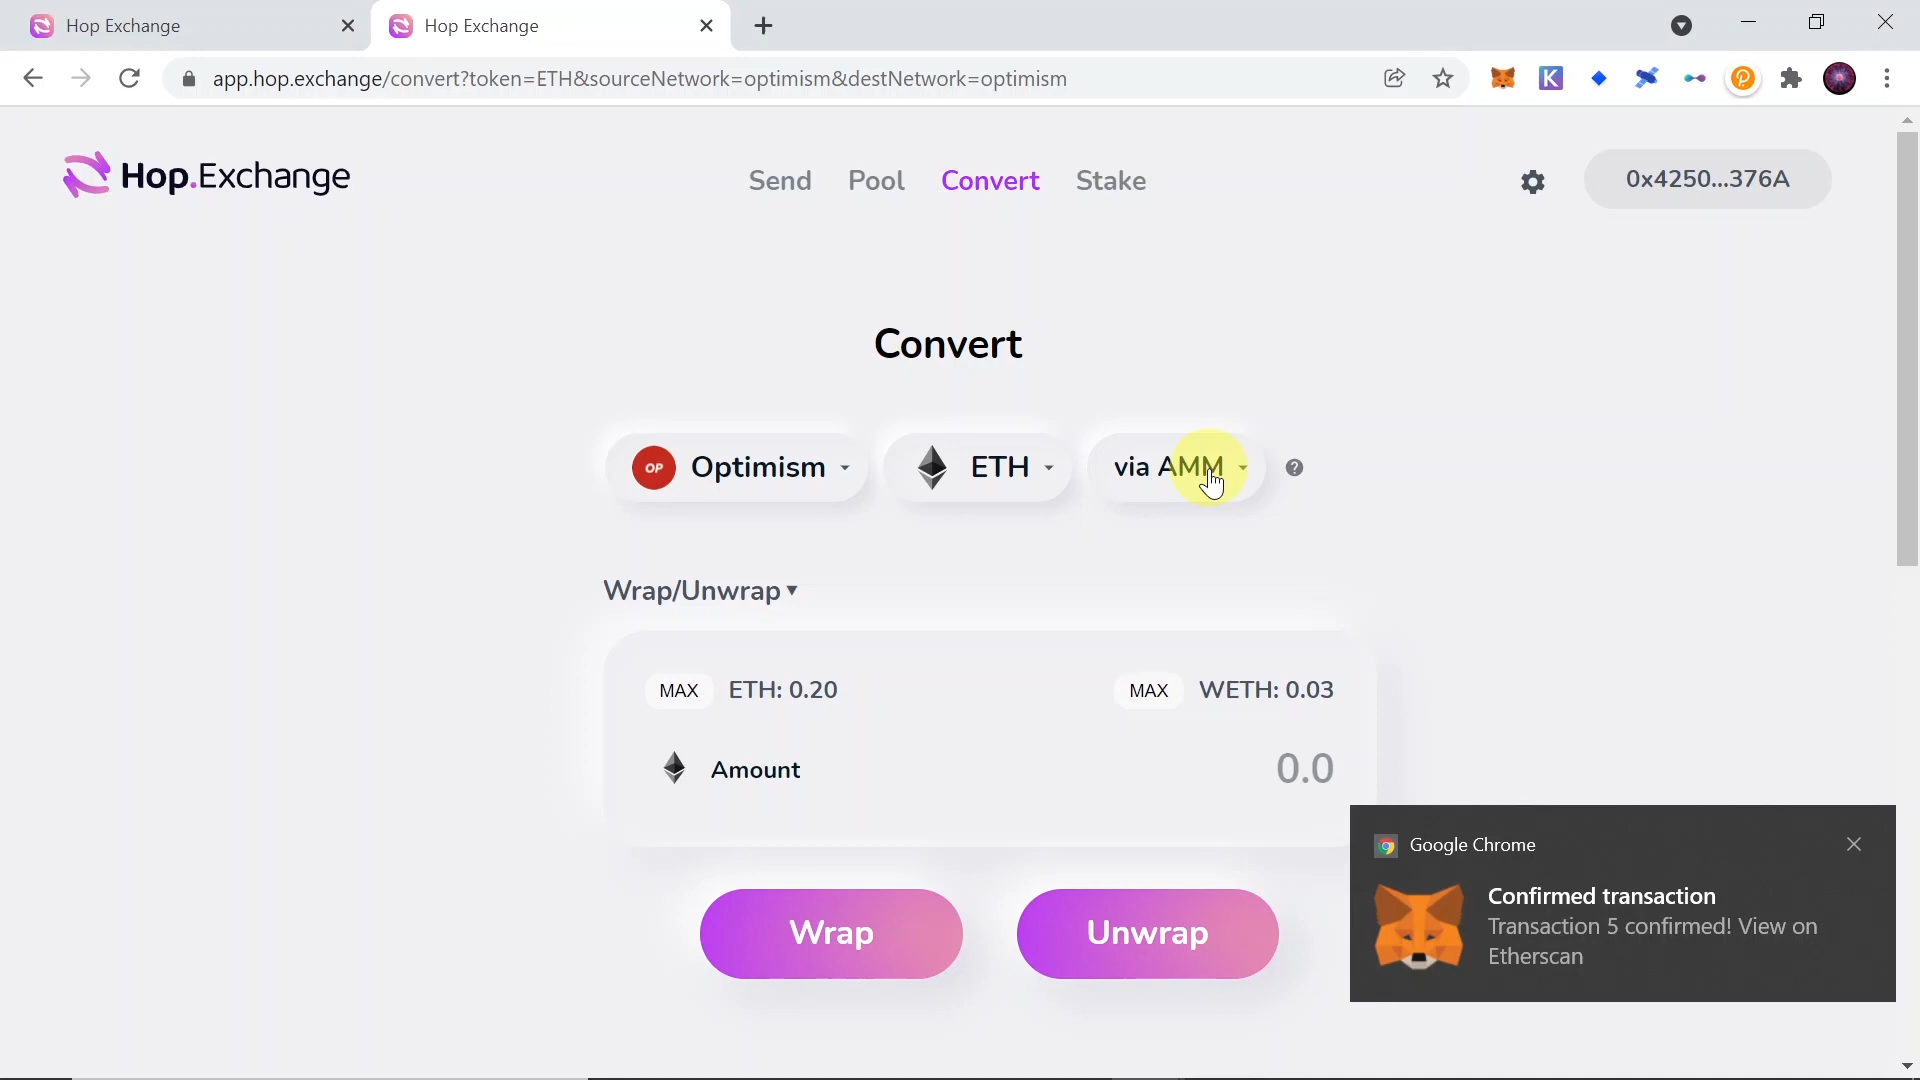 Hop Exchange
Hop Exchange
app.hop.exchange/convert?token=ETH&sourceNetwork=optimism&destNetwork=optimism
Hop.Exchange
Send Pool Convert Stake
0x4250...376A
Convert
OP Optimism ETH via AMM ?
Wrap/Unwrap
MAX ETH: 0.20 MAX WETH: 0.03
Amount 0.0
Wrap Unwrap
Google Chrome
Confirmed transaction
Transaction 5 confirmed! View on
Etherscan